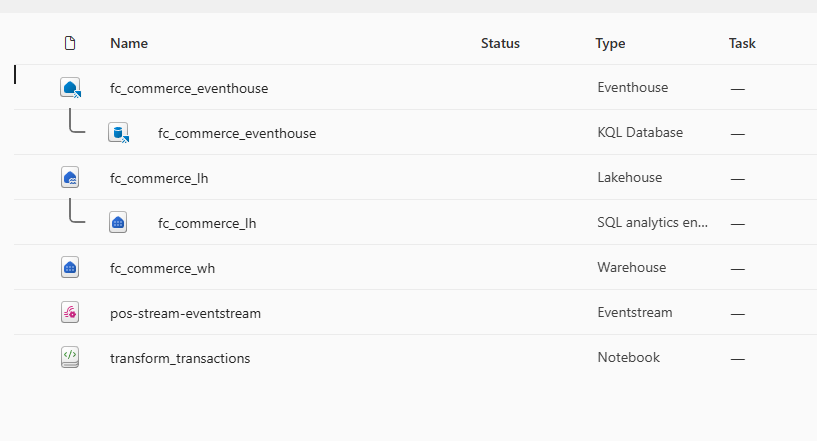 Name Status Type Task
fc_commerce_eventhouse Eventhouse —
fc_commerce_eventhouse KQL Database —
fc_commerce_lh Lakehouse —
fc_commerce_lh SQL analytics en... —
fc_commerce_wh Warehouse —
pos-stream-eventstream Eventstream —
transform_transactions Notebook —